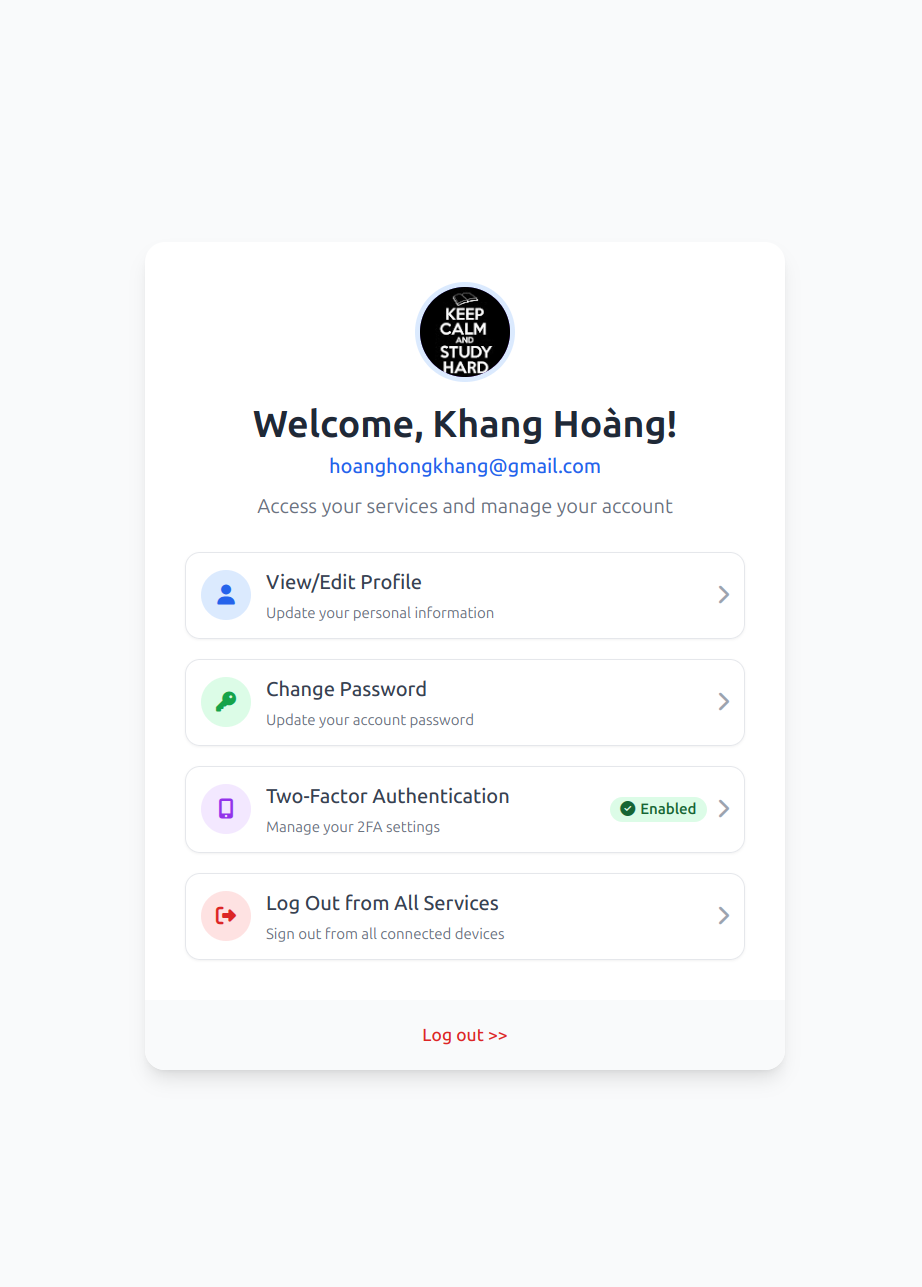 KEEP
CALM
AND
STUDY
HARD
Welcome, Khang Hoàng!
hoanghongkhang@gmail.com
Access your services and manage your account
View/Edit Profile
Update your personal information
Change Password
Update your account password
Two-Factor Authentication
Enabled
Manage your 2FA settings
Log Out from All Services
Sign out from all connected devices
Log out >>